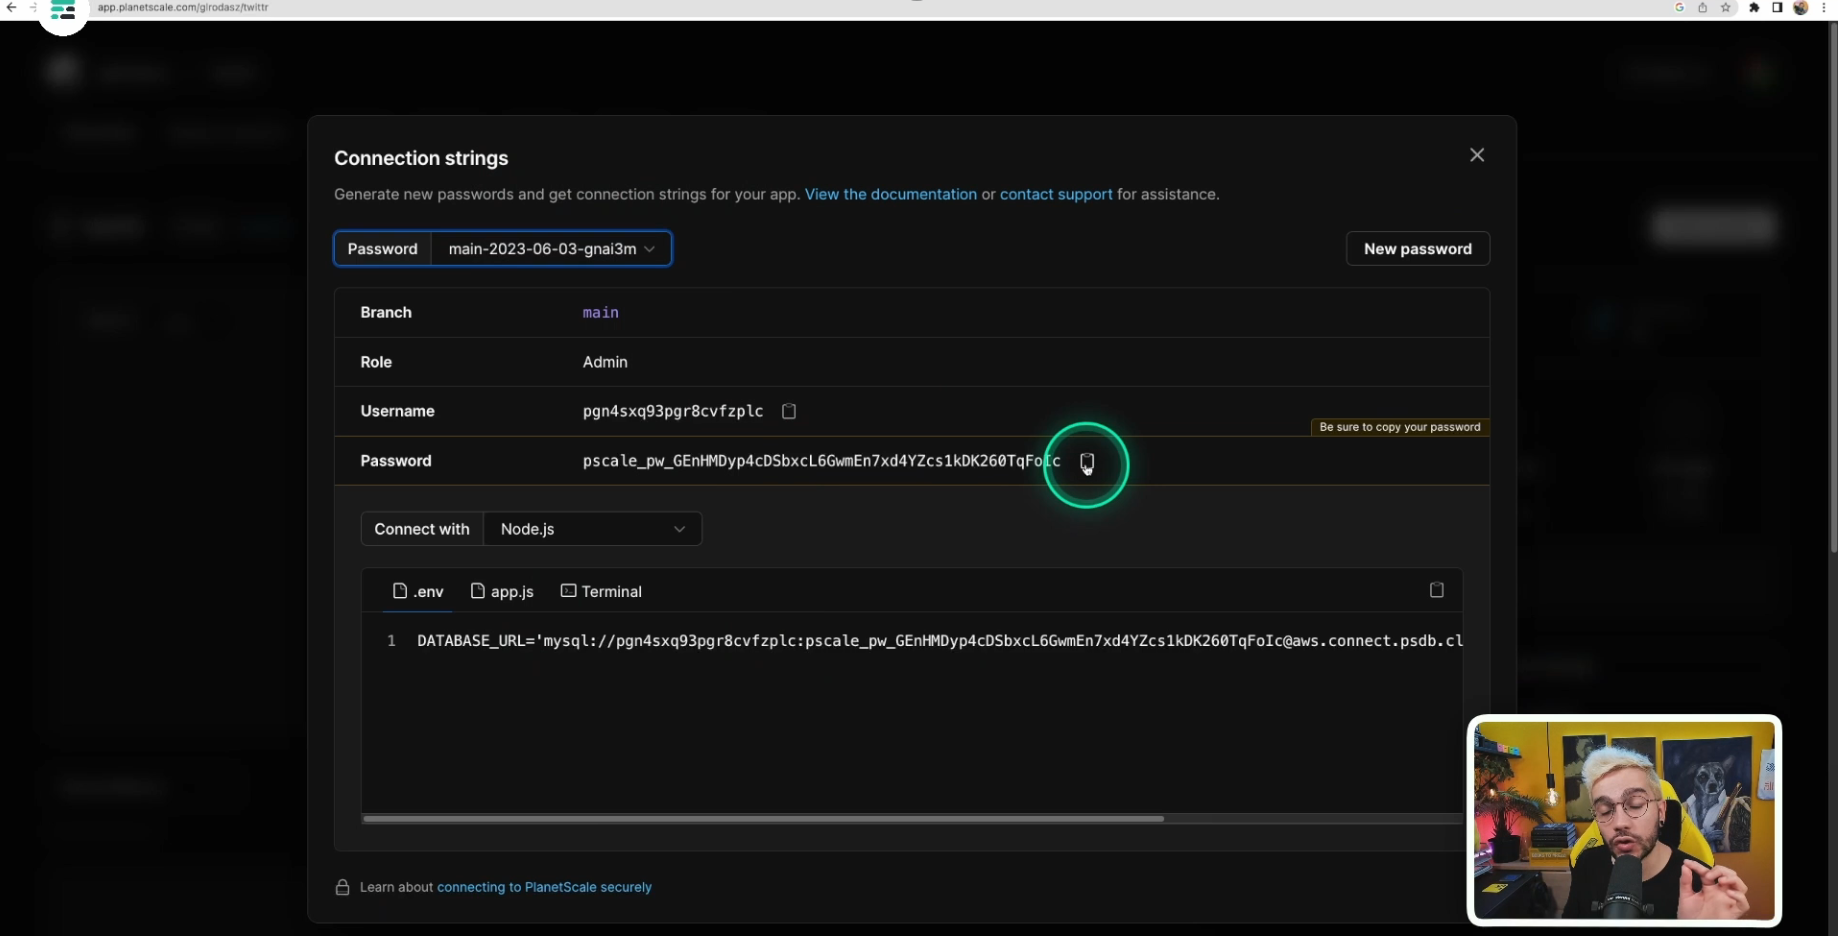 app.planetscale.com/girodasz/twittr
Connection strings
Generate new passwords and get connection strings for your app. View the documentation or contact support for assistance.
Password main-2023-06-03-gnai3m New password
Branch main
Role Admin
Username pgn4sxq93pgr8cvfzplc
Be sure to copy your password
Password pscale_pw_GEnHMDyp4cDSbxcL6GwmEn7xd4YZcs1kDK260TqFoIc
Connect with Node.js
.env app.js Terminal
1 DATABASE_URL='mysql://pgn4sxq93pgr8cvfzplc:pscale_pw_GEnHMDyp4cDSbxcL6GwmEn7xd4YZcs1kDK260TqFoIc@aws.connect.psdb.cl
Learn about connecting to PlanetScale securely